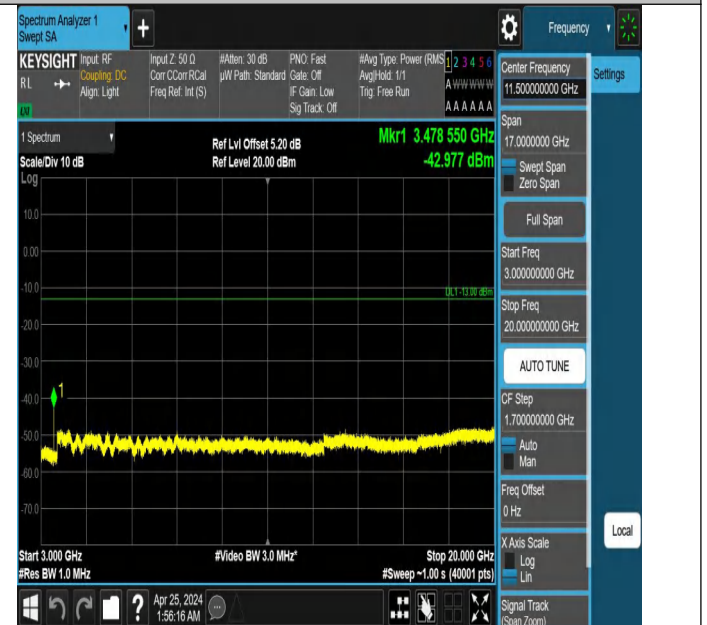 Spectrum Analyzer 1
Swept SA
Frequency
KEYSIGHT
RL
Input: RF
Coupling: DC
Align: Light
Input Z: 50 Ω
Corr CCorr RCal
Freq Ref: Int (S)
#Atten: 30 dB
µW Path: Standard
PNO: Fast
Gate: Off
IF Gain: Low
Sig Track: Off
#Avg Type: Power (RMS
Avg|Hold: 1/1
Trig: Free Run
1 2 3 4 5 6
A W W W W W
A A A A A A
Center Frequency
11.500000000 GHz
Settings
Span
17.0000000 GHz
Swept Span
Zero Span
Full Span
Start Freq
3.000000000 GHz
Stop Freq
20.000000000 GHz
AUTO TUNE
CF Step
1.700000000 GHz
Auto
Man
Freq Offset
0 Hz
X Axis Scale
Log
Lin
Local
Signal Track
(Span Zoom)
1 Spectrum
Scale/Div 10 dB
Log
Ref Lvl Offset 5.20 dB
Ref Level 20.00 dBm
Mkr1 3.478 550 GHz
-42.977 dBm
10.0
0.00
-10.0
DL1 -13.00 dBm
-20.0
-30.0
-40.0
1
-50.0
-60.0
-70.0
Start 3.000 GHz
#Video BW 3.0 MHz*
Stop 20.000 GHz
#Res BW 1.0 MHz
#Sweep ~1.00 s (40001 pts)
?
Apr 25, 2024
1:56:16 AM